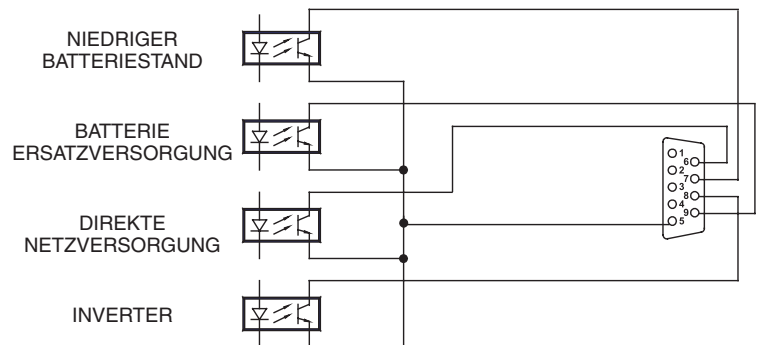 NIEDRIGER
BATTERIESTAND
BATTERIE
ERSATZVERSORGUNG
DIREKTE
NETZVERSORGUNG
INVERTER
1
6
2
7
3
8
4
9
5